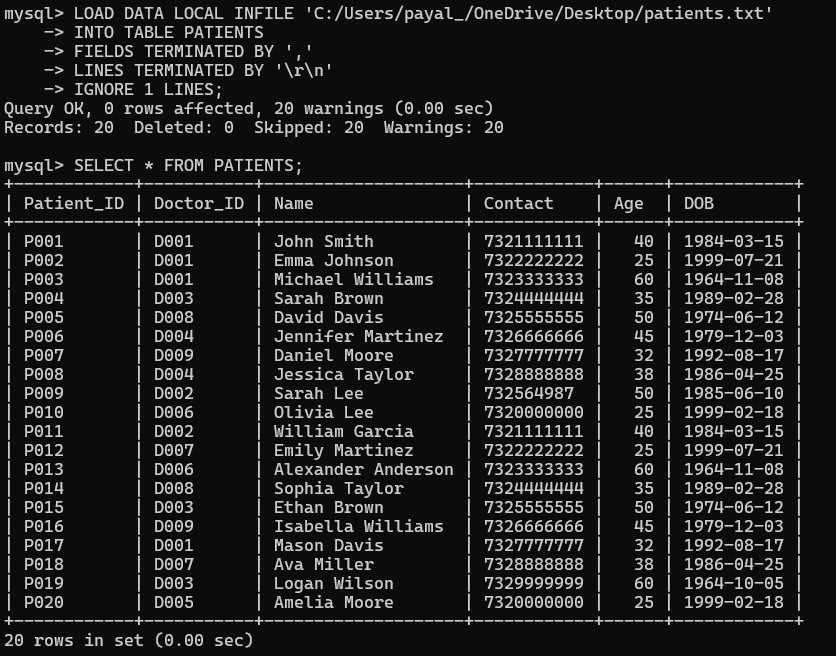 mysql> LOAD DATA LOCAL INFILE 'C:/Users/payal_/OneDrive/Desktop/patients.txt'
    -> INTO TABLE PATIENTS
    -> FIELDS TERMINATED BY ','
    -> LINES TERMINATED BY '\r\n'
    -> IGNORE 1 LINES;
Query OK, 0 rows affected, 20 warnings (0.00 sec)
Records: 20  Deleted: 0  Skipped: 20  Warnings: 20

mysql> SELECT * FROM PATIENTS;
+------------+-----------+--------------------+------------+------+------------+
| Patient_ID | Doctor_ID | Name               | Contact    | Age  | DOB        |
+------------+-----------+--------------------+------------+------+------------+
| P001       | D001      | John Smith         | 7321111111 |   40 | 1984-03-15 |
| P002       | D001      | Emma Johnson       | 7322222222 |   25 | 1999-07-21 |
| P003       | D001      | Michael Williams   | 7323333333 |   60 | 1964-11-08 |
| P004       | D003      | Sarah Brown        | 7324444444 |   35 | 1989-02-28 |
| P005       | D008      | David Davis        | 7325555555 |   50 | 1974-06-12 |
| P006       | D004      | Jennifer Martinez  | 7326666666 |   45 | 1979-12-03 |
| P007       | D009      | Daniel Moore       | 7327777777 |   32 | 1992-08-17 |
| P008       | D004      | Jessica Taylor     | 7328888888 |   38 | 1986-04-25 |
| P009       | D002      | Sarah Lee          | 732564987  |   50 | 1985-06-10 |
| P010       | D006      | Olivia Lee         | 7320000000 |   25 | 1999-02-18 |
| P011       | D002      | William Garcia     | 7321111111 |   40 | 1984-03-15 |
| P012       | D007      | Emily Martinez     | 7322222222 |   25 | 1999-07-21 |
| P013       | D006      | Alexander Anderson | 7323333333 |   60 | 1964-11-08 |
| P014       | D008      | Sophia Taylor      | 7324444444 |   35 | 1989-02-28 |
| P015       | D003      | Ethan Brown        | 7325555555 |   50 | 1974-06-12 |
| P016       | D009      | Isabella Williams  | 7326666666 |   45 | 1979-12-03 |
| P017       | D001      | Mason Davis        | 7327777777 |   32 | 1992-08-17 |
| P018       | D007      | Ava Miller         | 7328888888 |   38 | 1986-04-25 |
| P019       | D003      | Logan Wilson       | 7329999999 |   60 | 1964-10-05 |
| P020       | D005      | Amelia Moore       | 7320000000 |   25 | 1999-02-18 |
+------------+-----------+--------------------+------------+------+------------+
20 rows in set (0.00 sec)